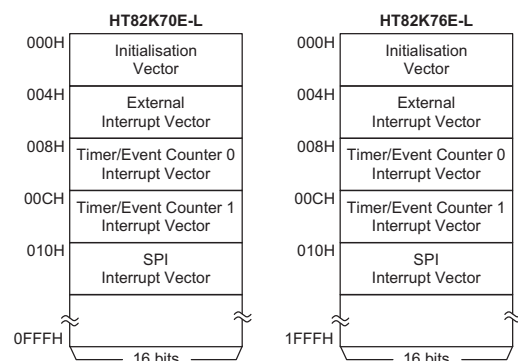 HT82K70E-L
000H
Initialisation
Vector
004H
External
Interrupt Vector
008H
Timer/Event Counter 0
Interrupt Vector
00CH
Timer/Event Counter 1
Interrupt Vector
010H
SPI
Interrupt Vector
0FFFH
16 bits
HT82K76E-L
000H
Initialisation
Vector
004H
External
Interrupt Vector
008H
Timer/Event Counter 0
Interrupt Vector
00CH
Timer/Event Counter 1
Interrupt Vector
010H
SPI
Interrupt Vector
1FFFH
16 bits